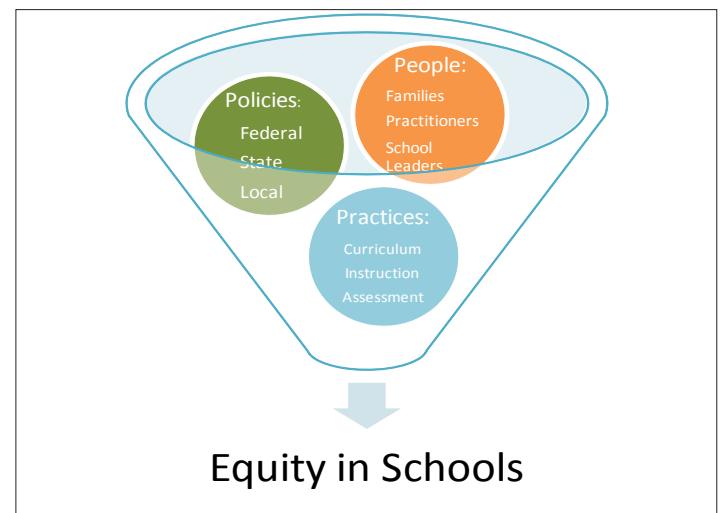 People:
Families
Practitioners
School
Leaders
Policies:
Federal
State
Local
Practices:
Curriculum
Instruction
Assessment
Equity in Schools